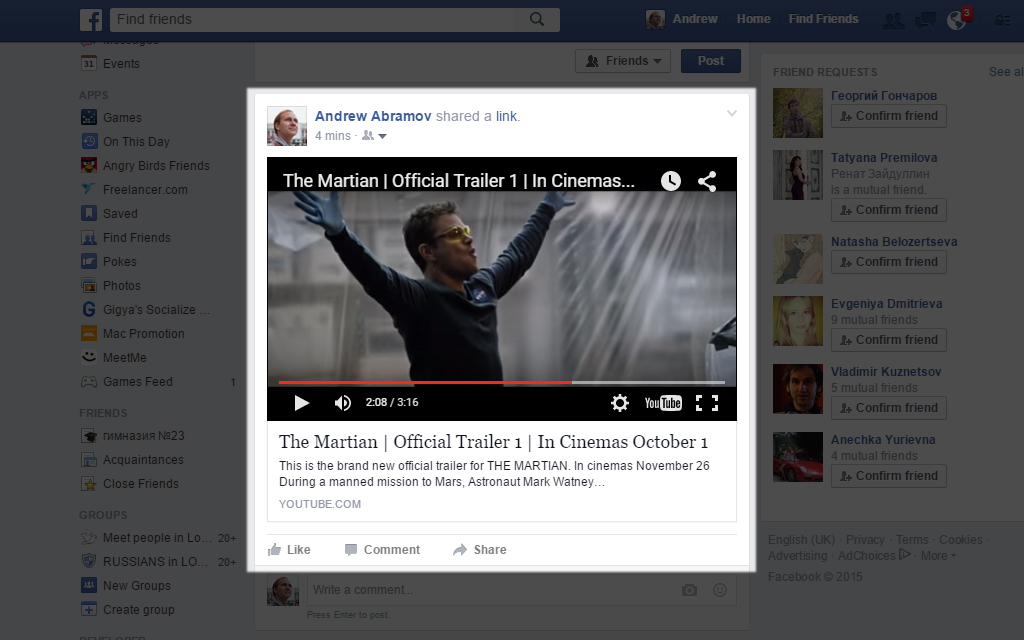 f
Find friends
Andrew
Home
Find Friends
3
Messages
31
Events
APPS
Games
On This Day
Angry Birds Friends
Freelancer.com
Saved
Find Friends
Pokes
Photos
G
Gigya's Socialize ...
Mac Promotion
MeetMe
Games Feed 1
FRIENDS
гимназия №23
Acquaintances
Close Friends
GROUPS
Meet people in Lo... 20+
RUSSIANS in LO... 20+
New Groups
Create group
DEVELOPER
Friends
Post
Andrew Abramov shared a link.
4 mins ·
The Martian | Official Trailer 1 | In Cinemas...
2:08 / 3:16
YouTube
The Martian | Official Trailer 1 | In Cinemas October 1
This is the brand new official trailer for THE MARTIAN. In cinemas November 26
During a manned mission to Mars, Astronaut Mark Watney…
YOUTUBE.COM
Like
Comment
Share
Write a comment...
Press Enter to post.
FRIEND REQUESTS
See al
Георгий Гончаров
Confirm friend
Tatyana Premilova
Ренат Зайдуллин
is a mutual friend.
Confirm friend
Natasha Belozertseva
Confirm friend
Evgeniya Dmitrieva
9 mutual friends
Confirm friend
Vladimir Kuznetsov
5 mutual friends
Confirm friend
Anechka Yurievna
4 mutual friends
Confirm friend
English (UK) · Privacy · Terms · Cookies ·
Advertising · AdChoices · More
Facebook © 2015